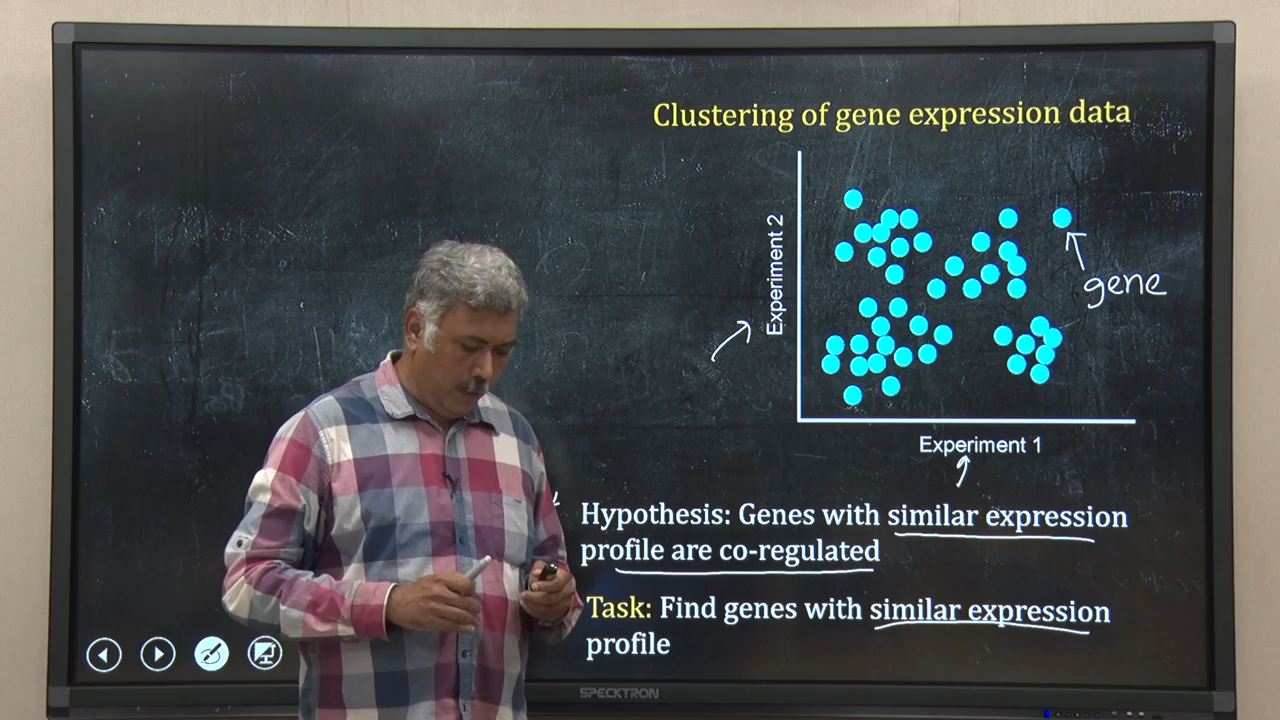 Clustering of gene expression data
Experiment 2
gene
Experiment 1
Hypothesis: Genes with similar expression
profile are co-regulated
Task: Find genes with similar expression
profile
SPECKTRON